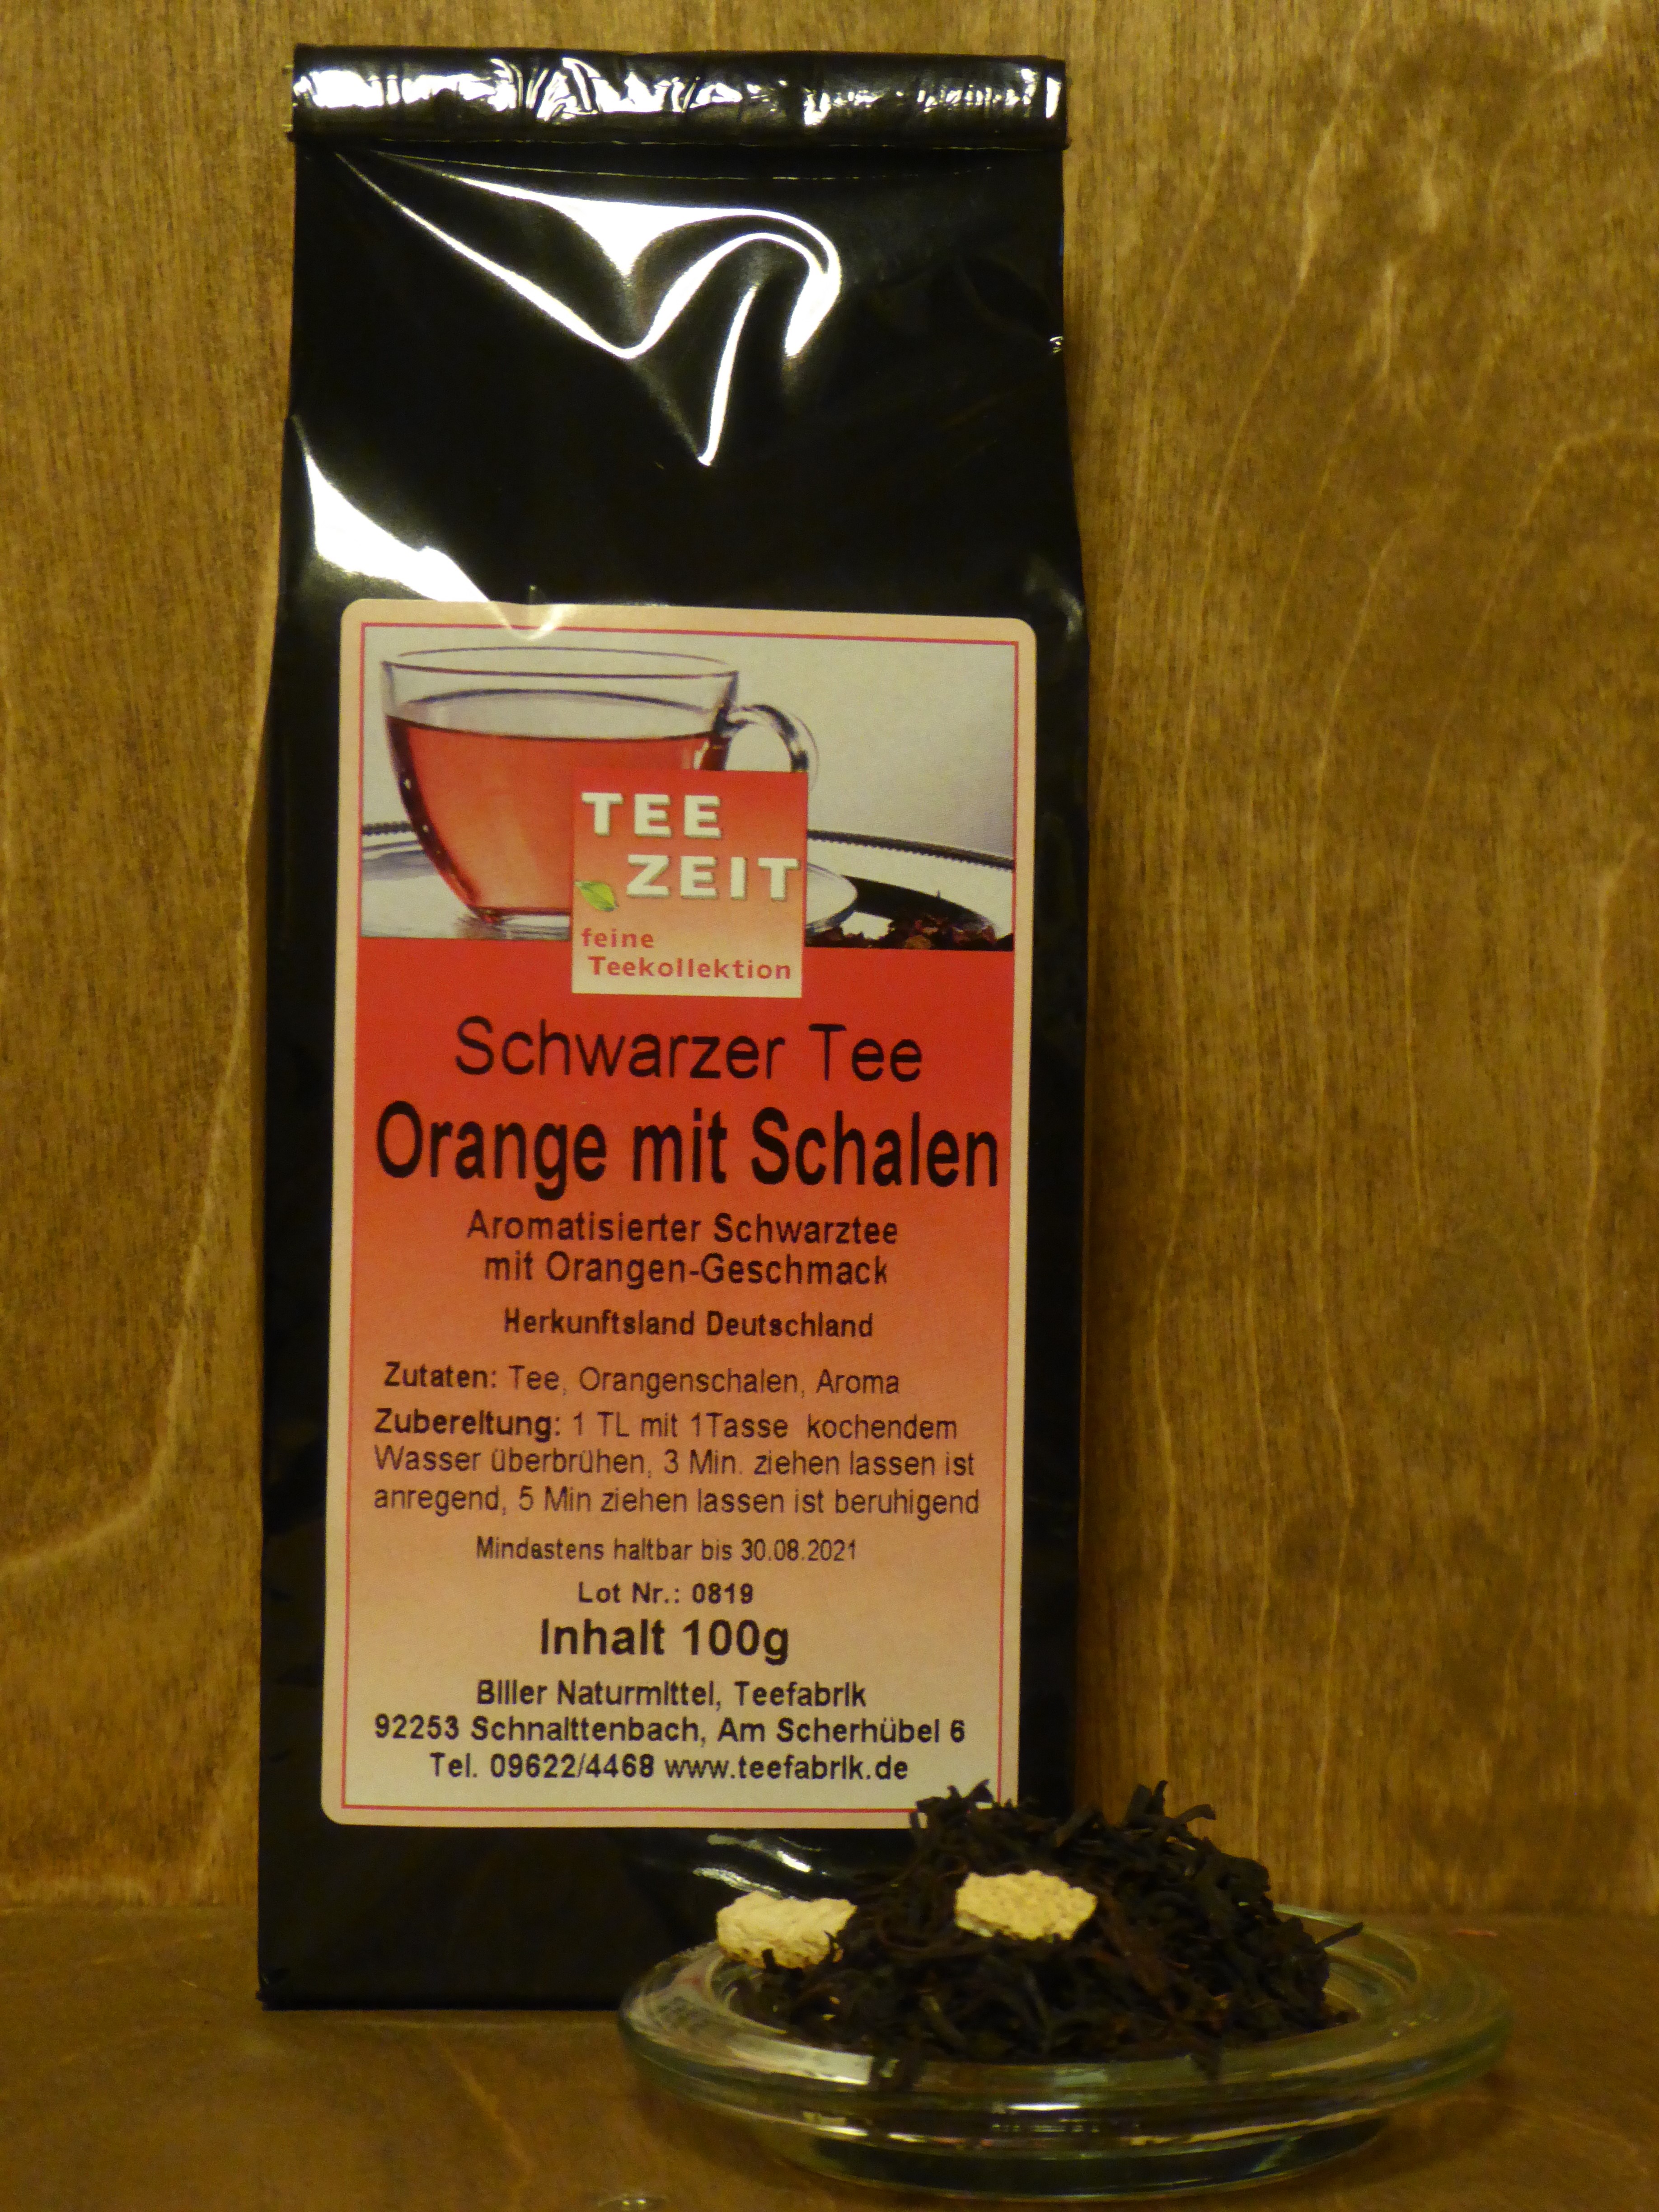 TEE
ZEIT
feine
Teekollektion
Schwarzer Tee
Orange mit Schalen
Aromatisierter Schwarztee
mit Orangen-Geschmack
Herkunftsland Deutschland
Zutaten: Tee, Orangenschalen, Aroma
Zubereitung: 1 TL mit 1Tasse kochendem
Wasser überbrühen, 3 Min. ziehen lassen ist
anregend, 5 Min ziehen lassen ist beruhigend
Mindestens haltbar bis 30.08.2021
Lot Nr.: 0819
Inhalt 100g
Biller Naturmittel, Teefabrik
92253 Schnaittenbach, Am Scherhübel 6
Tel. 09622/4468 www.teefabrik.de